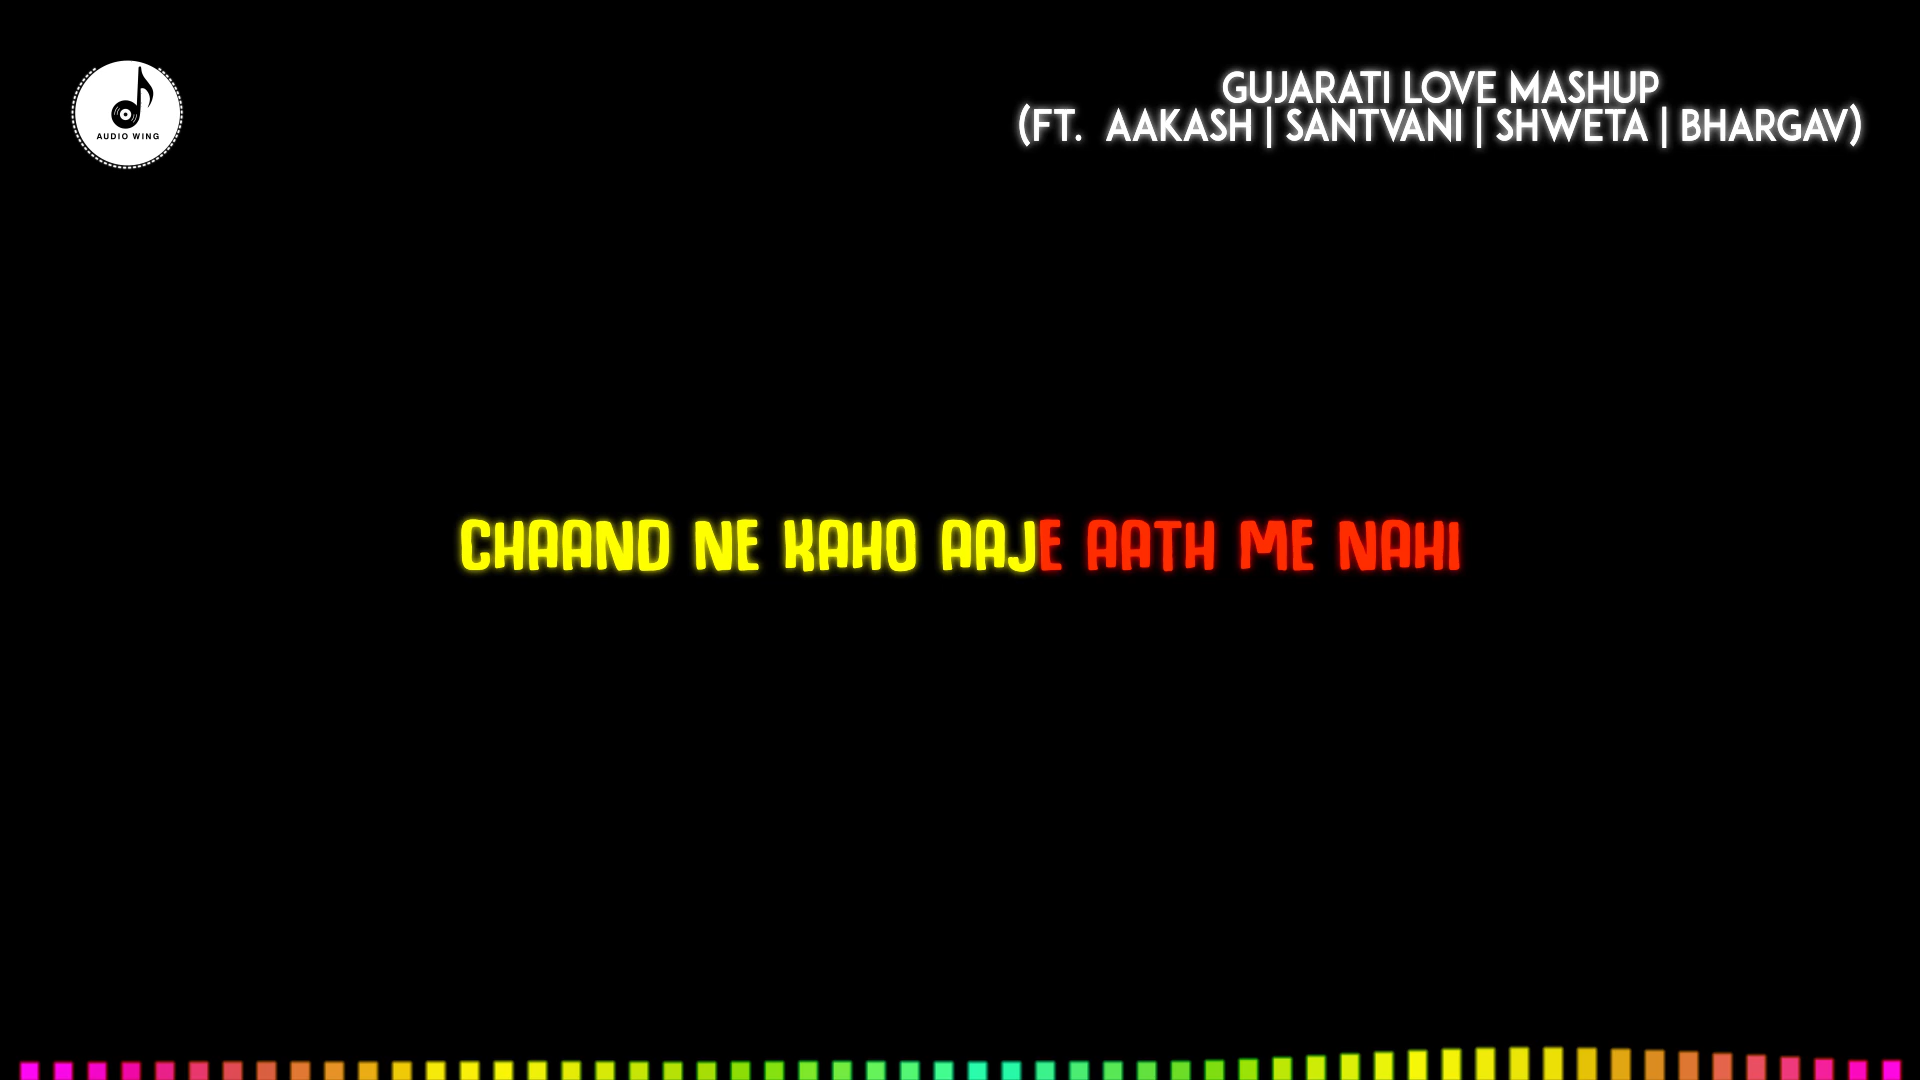 AUDIO WING
GUJARATI LOVE MASHUP
(FT. AAKASH | SANTVANI | SHWETA | BHARGAV)
CHAAND NE KAHO AAJE AATH ME NAHI